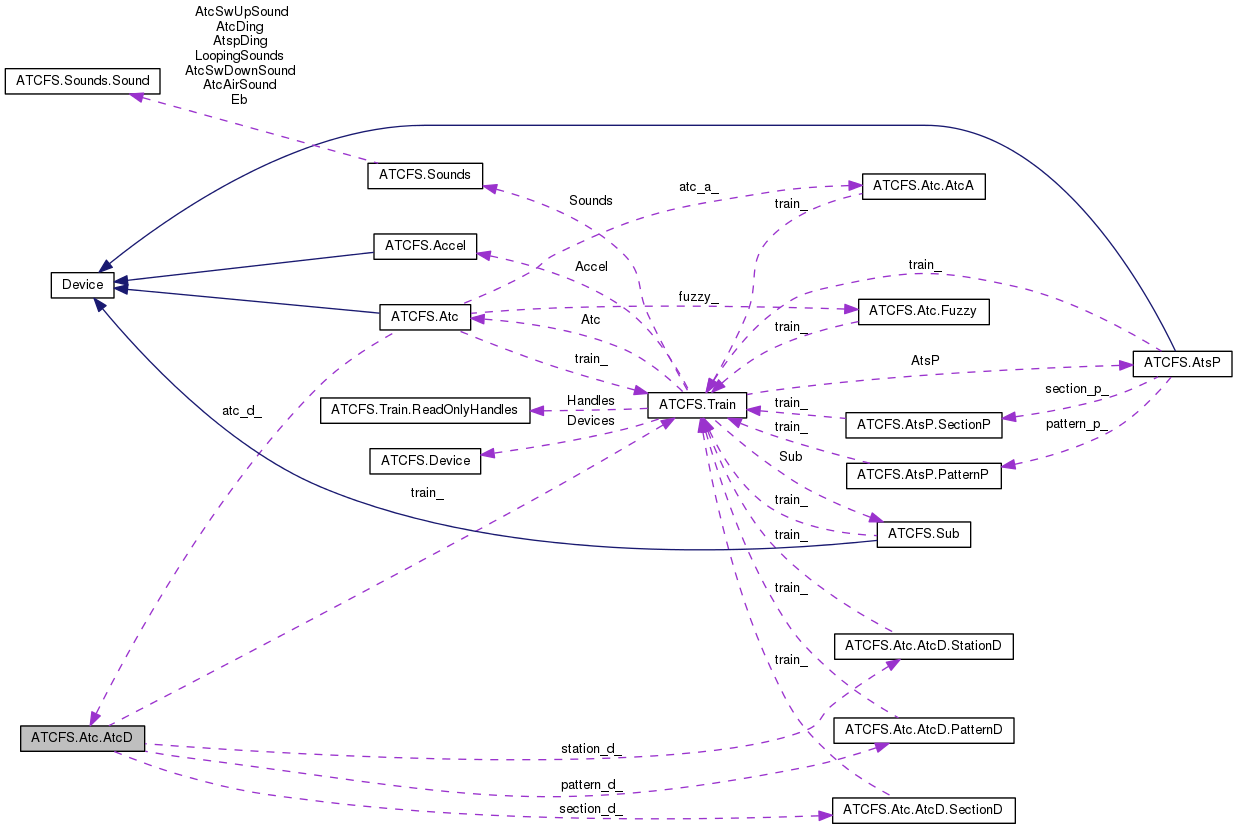 AtcSwUpSound
AtcDing
AtspDing
LoopingSounds
AtcSwDownSound
AtcAirSound
Eb
ATCFS.Sounds.Sound
ATCFS.Sounds
atc_a_
ATCFS.Atc.AtcA
Sounds
train_
ATCFS.Accel
Device
Accel
train_
fuzzy_
ATCFS.Atc
Atc
ATCFS.Atc.Fuzzy
train_
train_
AtsP
ATCFS.AtsP
section_p_
Handles
ATCFS.Train
train_
ATCFS.Train.ReadOnlyHandles
atc_d_
Devices
train_
ATCFS.AtsP.SectionP
pattern_p_
Sub
ATCFS.Device
ATCFS.AtsP.PatternP
train_
train_
train_
ATCFS.Sub
train_
ATCFS.Atc.AtcD.StationD
train_
ATCFS.Atc.AtcD
station_d_
ATCFS.Atc.AtcD.PatternD
pattern_d_
section_d_
ATCFS.Atc.AtcD.SectionD